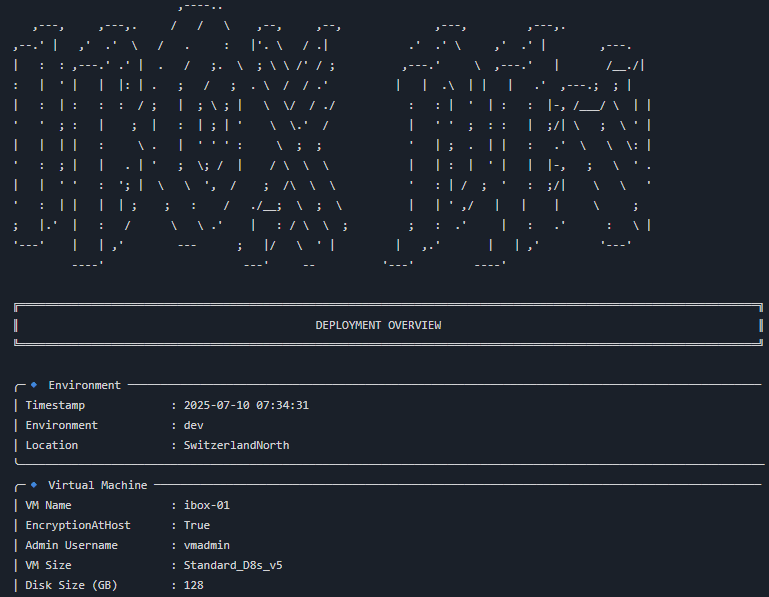 DEPLOYMENT OVERVIEW
Environment
Timestamp : 2025-07-10 07:34:31
Environment : dev
Location : SwitzerlandNorth
Virtual Machine
VM Name : ibox-01
EncryptionAtHost : True
Admin Username : vmadmin
VM Size : Standard_D8s_v5
Disk Size (GB) : 128